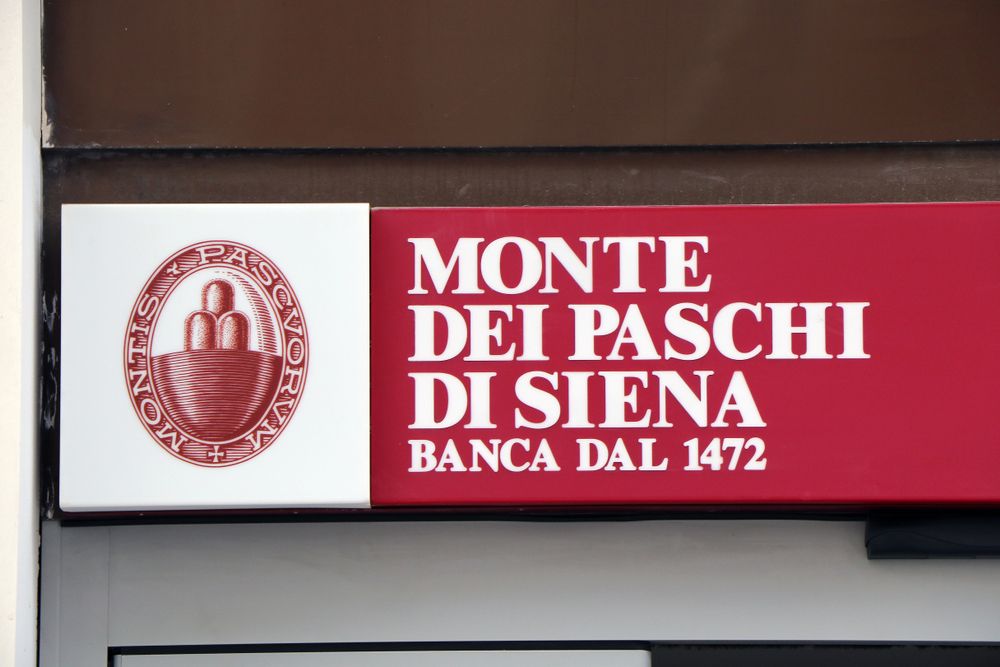 MONTIS PASCVORVM
MONTE
DEI PASCHI
DI SIENA
BANCA DAL 1472